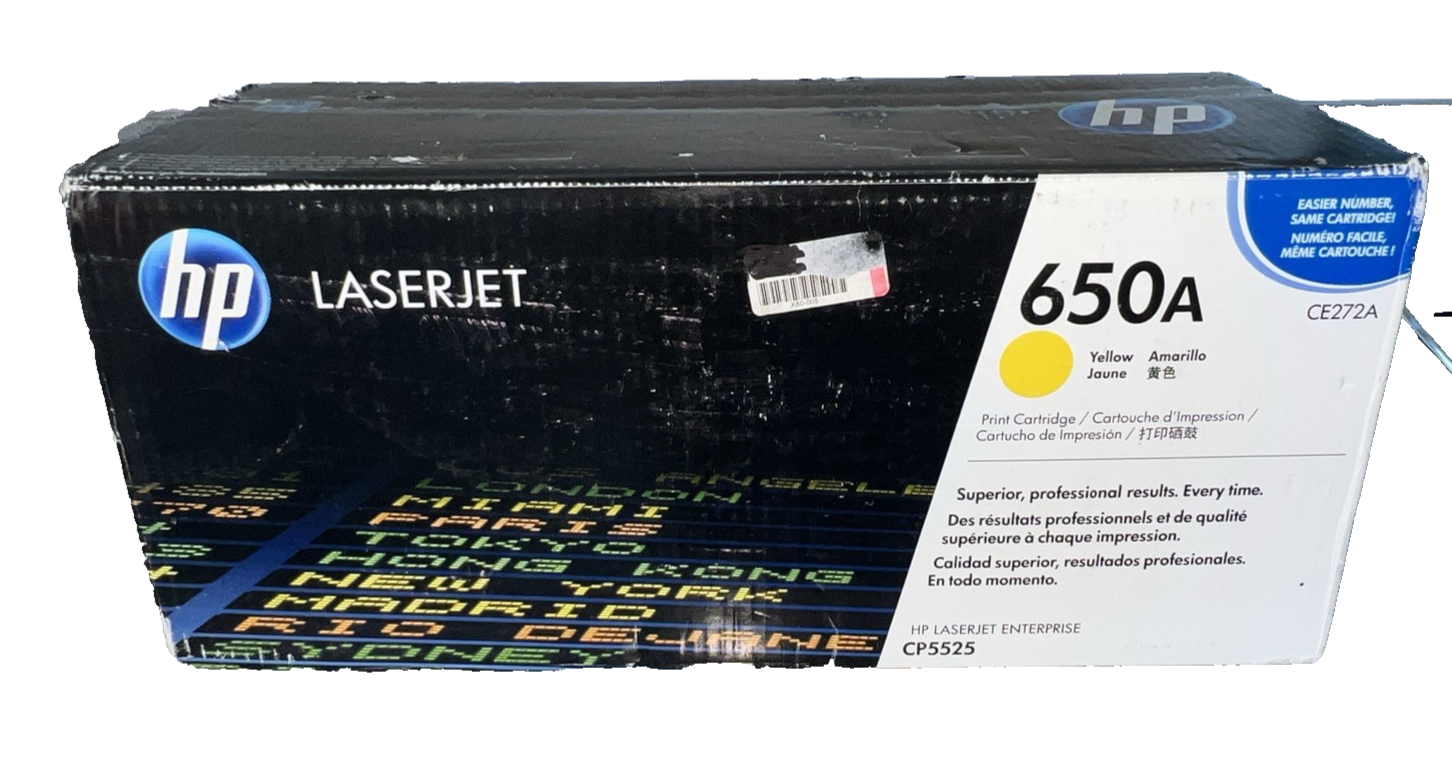 hp
hp
LASERJET
X60-005
EASIER NUMBER,
SAME CARTRIDGE!
NUMÉRO FACILE,
MÊME CARTOUCHE !
650A
CE272A
Yellow Amarillo
Jaune 黄色
Print Cartridge / Cartouche d'Impression /
Cartucho de Impresión / 打印硒鼓
Superior, professional results. Every time.
Des résultats professionnels et de qualité
supérieure à chaque impression.
Calidad superior, resultados profesionales.
En todo momento.
HP LASERJET ENTERPRISE
CP5525
LONDON
MIAMI
PARIS
TOKYO
HONG KONG
NEW YORK
MADRID
RIO DEJANE
SYDNEY